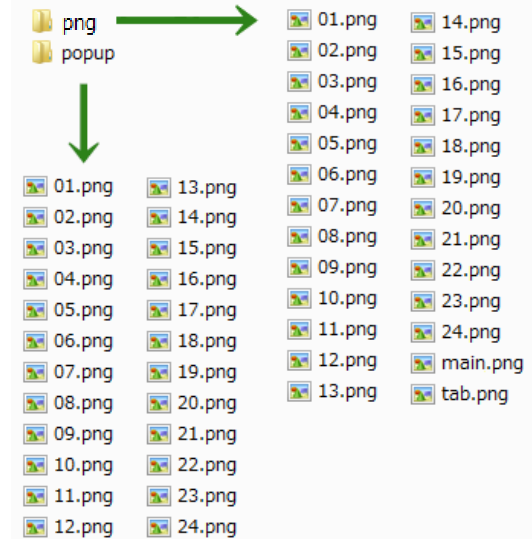 png
popup
01.png
02.png
03.png
04.png
05.png
06.png
07.png
08.png
09.png
10.png
11.png
12.png
13.png
14.png
15.png
16.png
17.png
18.png
19.png
20.png
21.png
22.png
23.png
24.png
main.png
tab.png
01.png
02.png
03.png
04.png
05.png
06.png
07.png
08.png
09.png
10.png
11.png
12.png
13.png
14.png
15.png
16.png
17.png
18.png
19.png
20.png
21.png
22.png
23.png
24.png